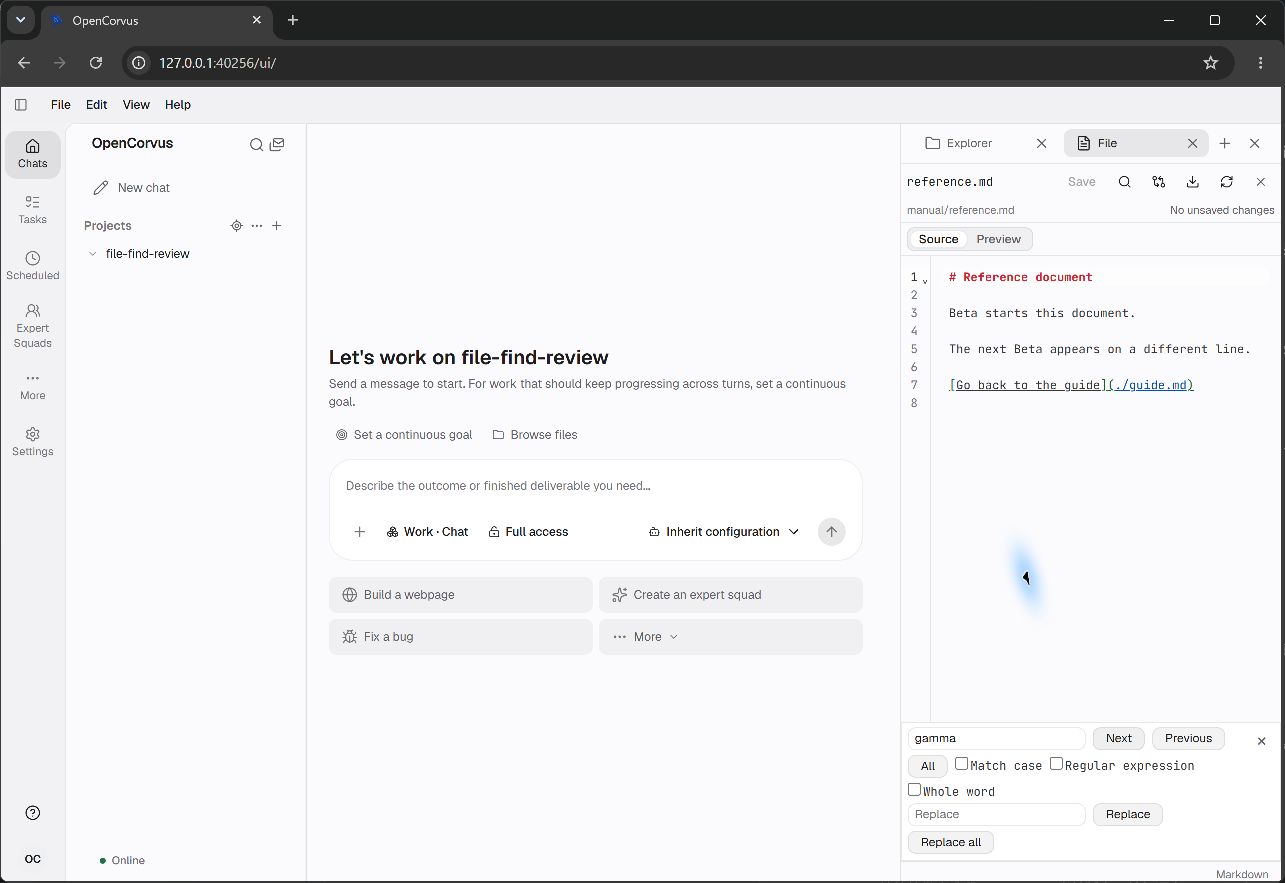 OpenCorvus
127.0.0.1:40256/ui/
File Edit View Help
Chats
Tasks
Scheduled
Expert
Squads
More
Settings
OC
OpenCorvus
New chat
Projects
file-find-review
Online
Let's work on file-find-review
Send a message to start. For work that should keep progressing across turns, set a continuous
goal.
Set a continuous goal Browse files
Describe the outcome or finished deliverable you need...
Work · Chat Full access Inherit configuration
Build a webpage Create an expert squad
Fix a bug More
Explorer File
reference.md Save
manual/reference.md No unsaved changes
Source Preview
1 # Reference document
2
3 Beta starts this document.
4
5 The next Beta appears on a different line.
6
7 [Go back to the guide](./guide.md)
8
gamma Next Previous
All Match case Regular expression
Whole word
Replace Replace
Replace all
Markdown